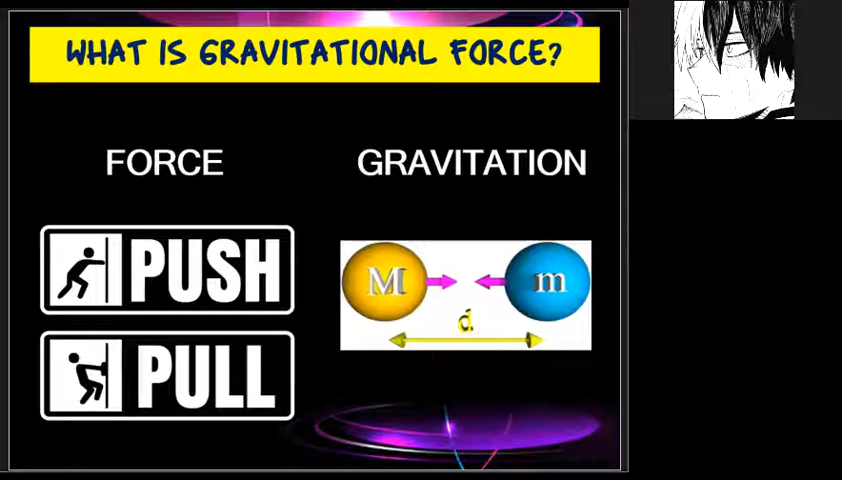 WHAT IS GRAVITATIONAL FORCE?
FORCE
GRAVITATION
PUSH
PULL
M
m
d